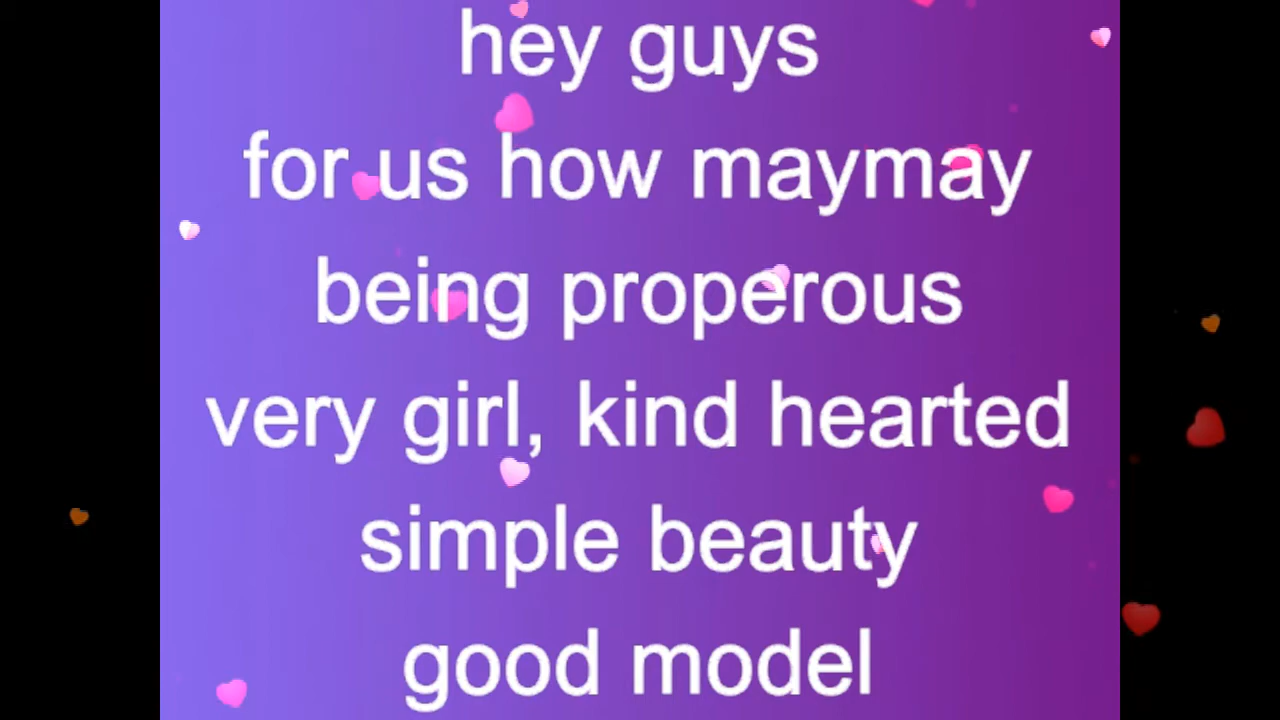 hey guys
for us how maymay
being properous
very girl, kind hearted
simple beauty
good model